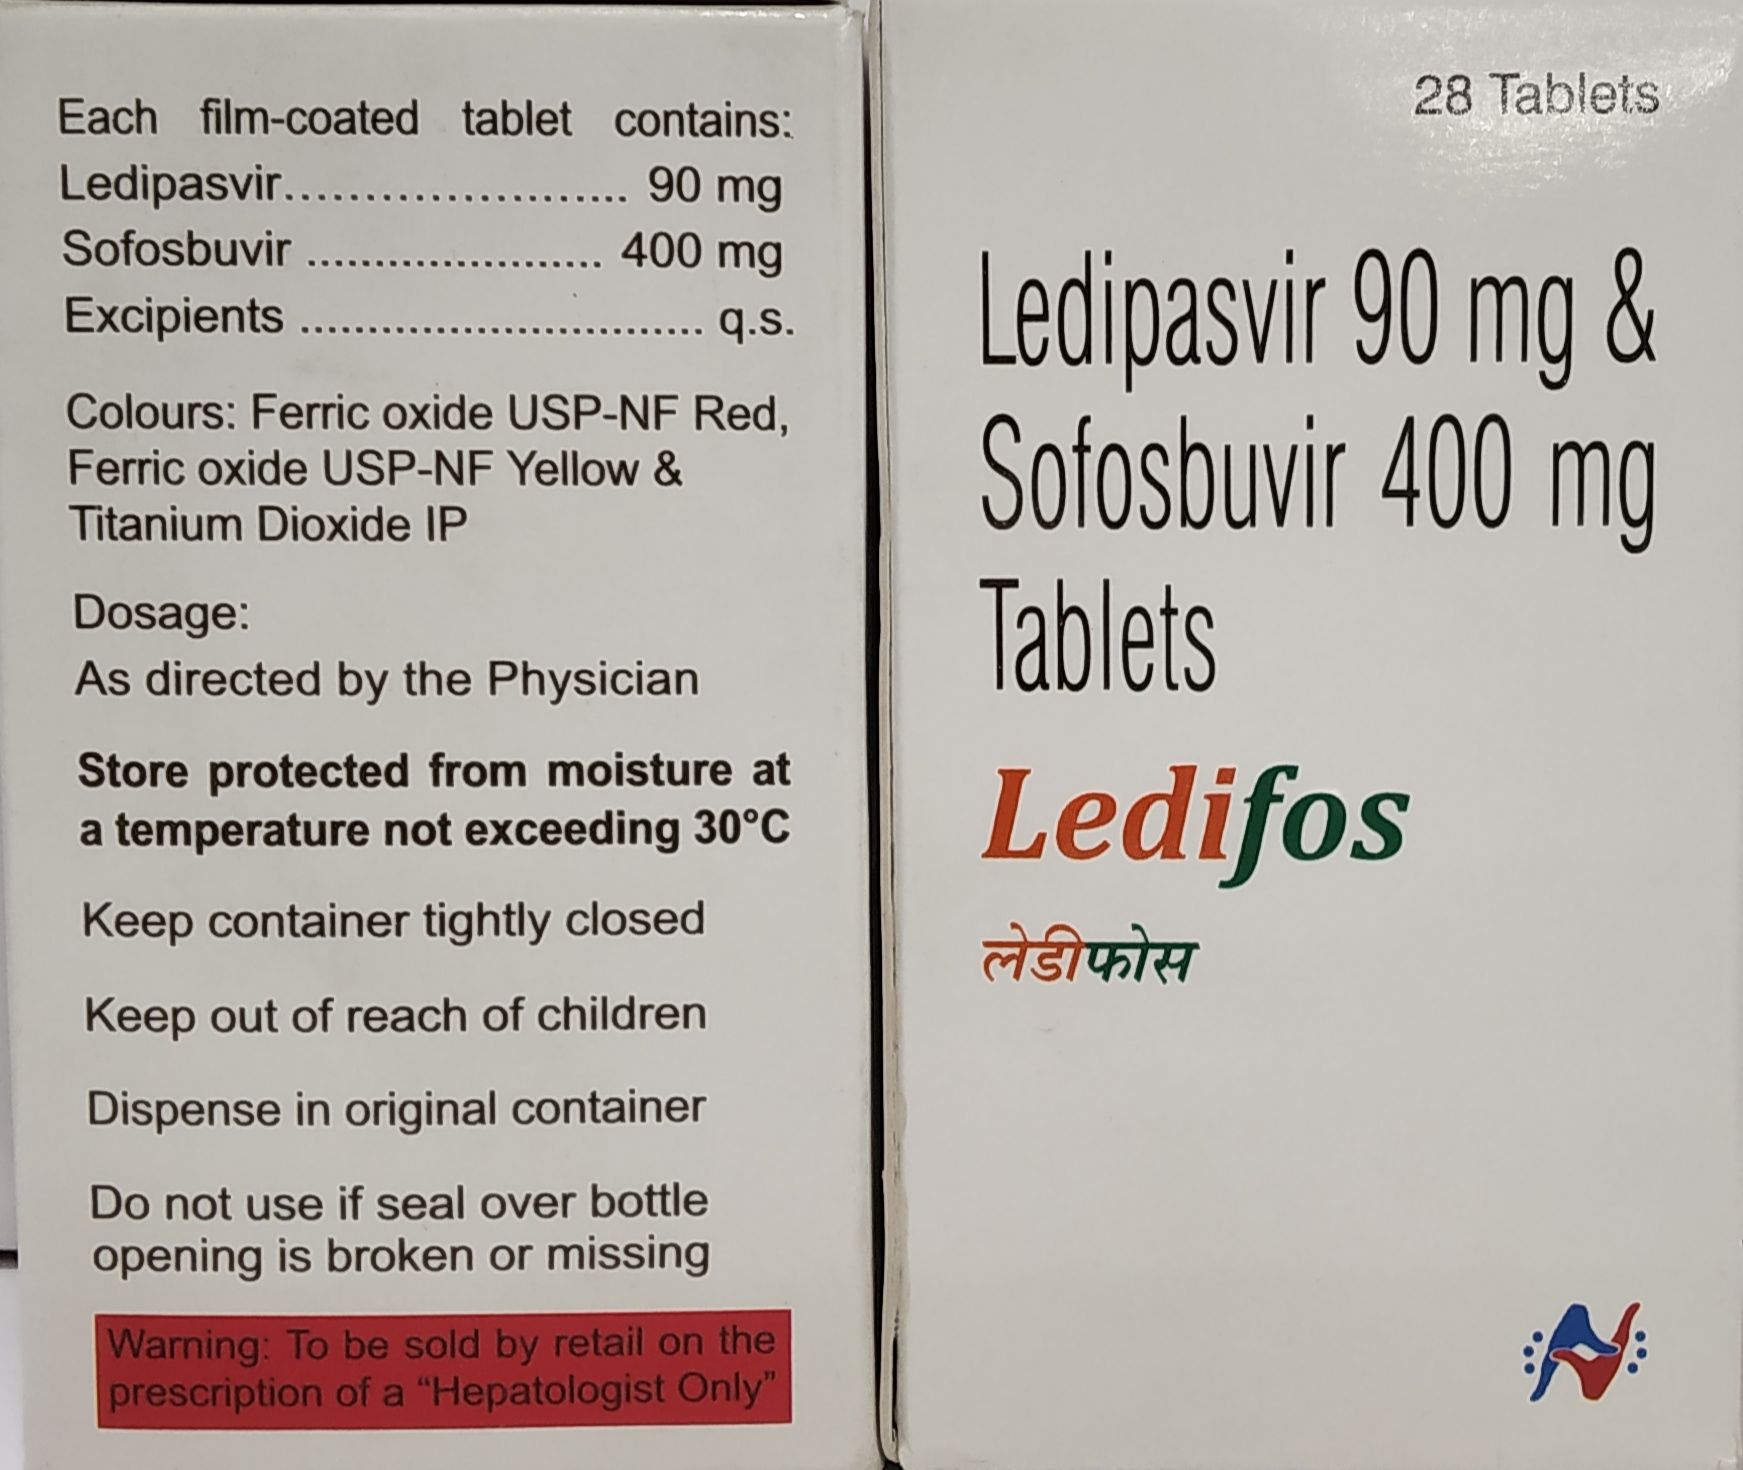 Each film-coated tablet contains:
Ledipasvir....................... 90 mg
Sofosbuvir ...................... 400 mg
Excipients .............................. q.s.
Colours: Ferric oxide USP-NF Red,
Ferric oxide USP-NF Yellow &
Titanium Dioxide IP
Dosage:
As directed by the Physician
Store protected from moisture at
a temperature not exceeding 30°C
Keep container tightly closed
Keep out of reach of children
Dispense in original container
Do not use if seal over bottle
opening is broken or missing
Warning: To be sold by retail on the
prescription of a “Hepatologist Only”
28 Tablets
Ledipasvir 90 mg &
Sofosbuvir 400 mg
Tablets
Ledifos
लेडीफोस